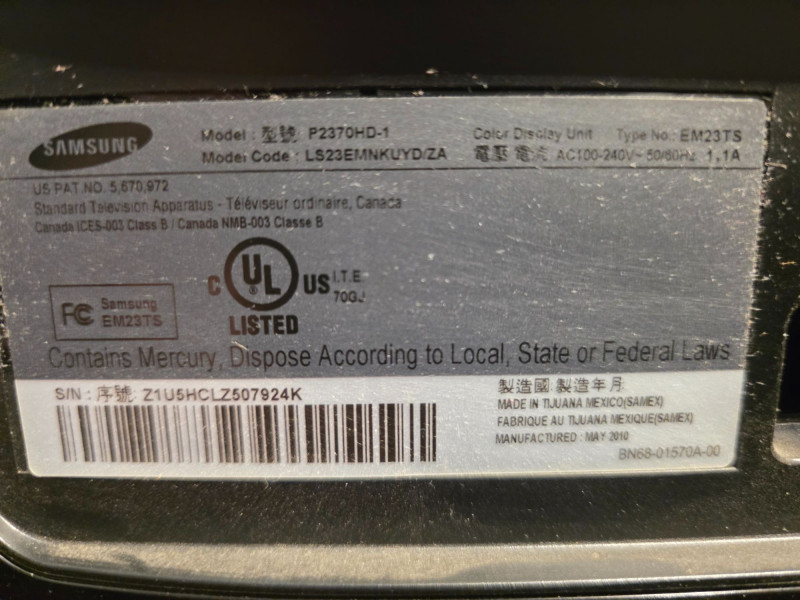 SAMSUNG
Model : 型號 P2370HD-1
Model Code : LS23EMNKUYD/ZA
Color Display Unit Type No.: EM23TS
電壓 電流 AC100-240V~ 50/60Hz 1.1A
US PAT NO. 5,670,972
Standard Television Apparatus - Téléviseur ordinaire, Canada
Canada ICES-003 Class B / Canada NMB-003 Classe B
C UL US I.T.E.
70GJ
LISTED
FC Samsung
EM23TS
Contains Mercury, Dispose According to Local, State or Federal Laws
S/N : 序號 Z1U5HCLZ507924K
製造國 製造年月
MADE IN TIJUANA MEXICO(SAMEX)
FABRIQUE AU TIJUANA MEXIQUE(SAMEX)
MANUFACTURED : MAY 2010
BN68-01570A-00